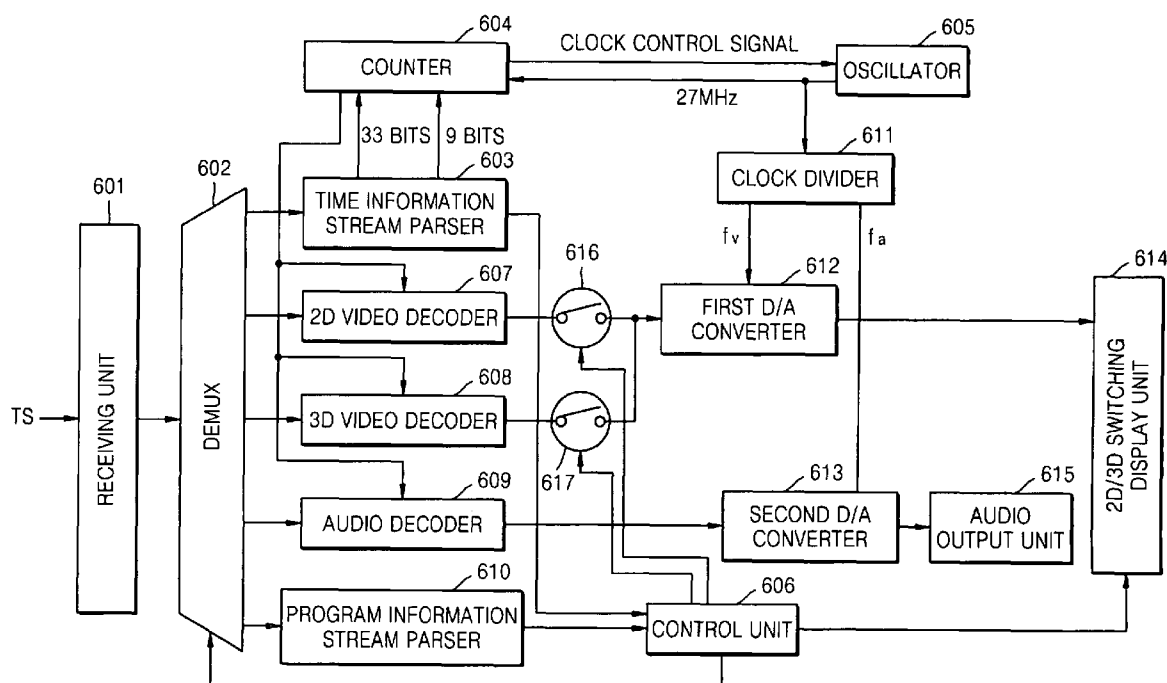 604
COUNTER
CLOCK CONTROL SIGNAL
27MHz
605
OSCILLATOR
33 BITS
9 BITS
611
CLOCK DIVIDER
fv
fa
601
RECEIVING UNIT
TS
602
DEMUX
603
TIME INFORMATION
STREAM PARSER
607
2D VIDEO DECODER
616
612
FIRST D/A
CONVERTER
614
2D/3D SWITCHING
DISPLAY UNIT
608
3D VIDEO DECODER
617
609
AUDIO DECODER
613
SECOND D/A
CONVERTER
615
AUDIO
OUTPUT UNIT
610
PROGRAM INFORMATION
STREAM PARSER
606
CONTROL UNIT